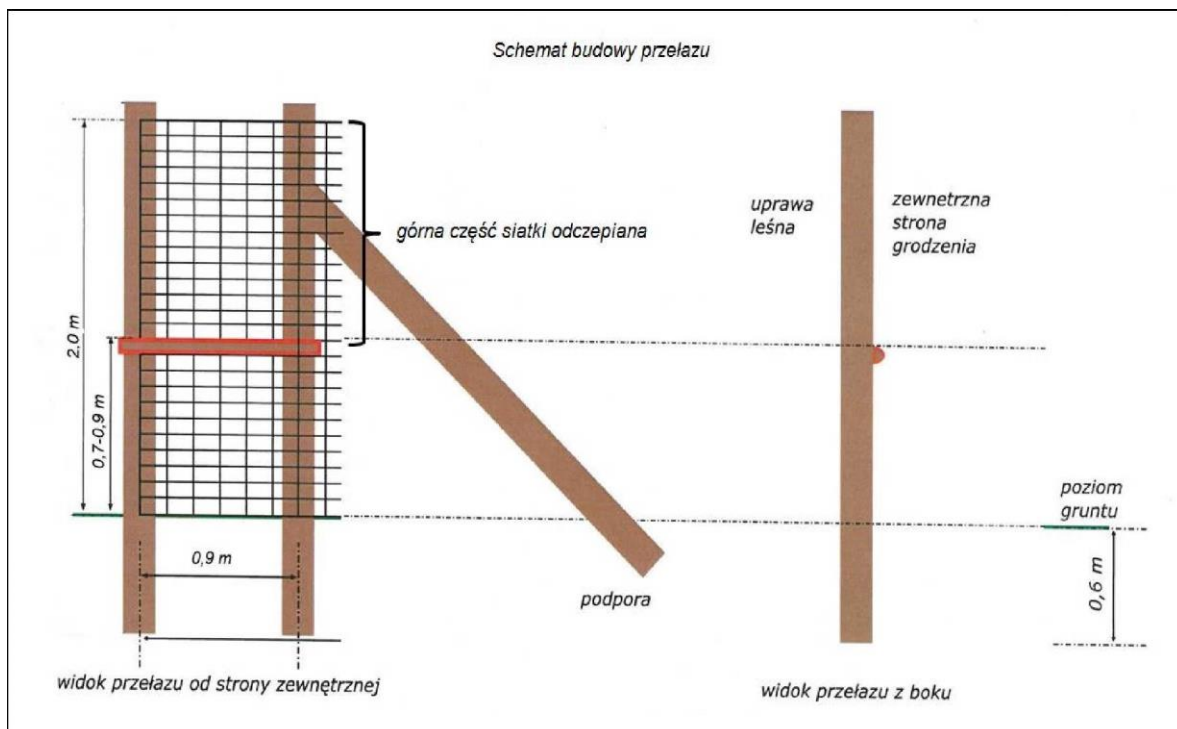 Schemat budowy przełazu
górna część siatki odczepiana
2.0 m
0,7-0,9 m
0,9 m
podpora
widok przełazu od strony zewnętrznej
uprawa
leśna
zewnetrzna
strona
grodzenia
poziom
gruntu
0,6 m
widok przełazu z boku